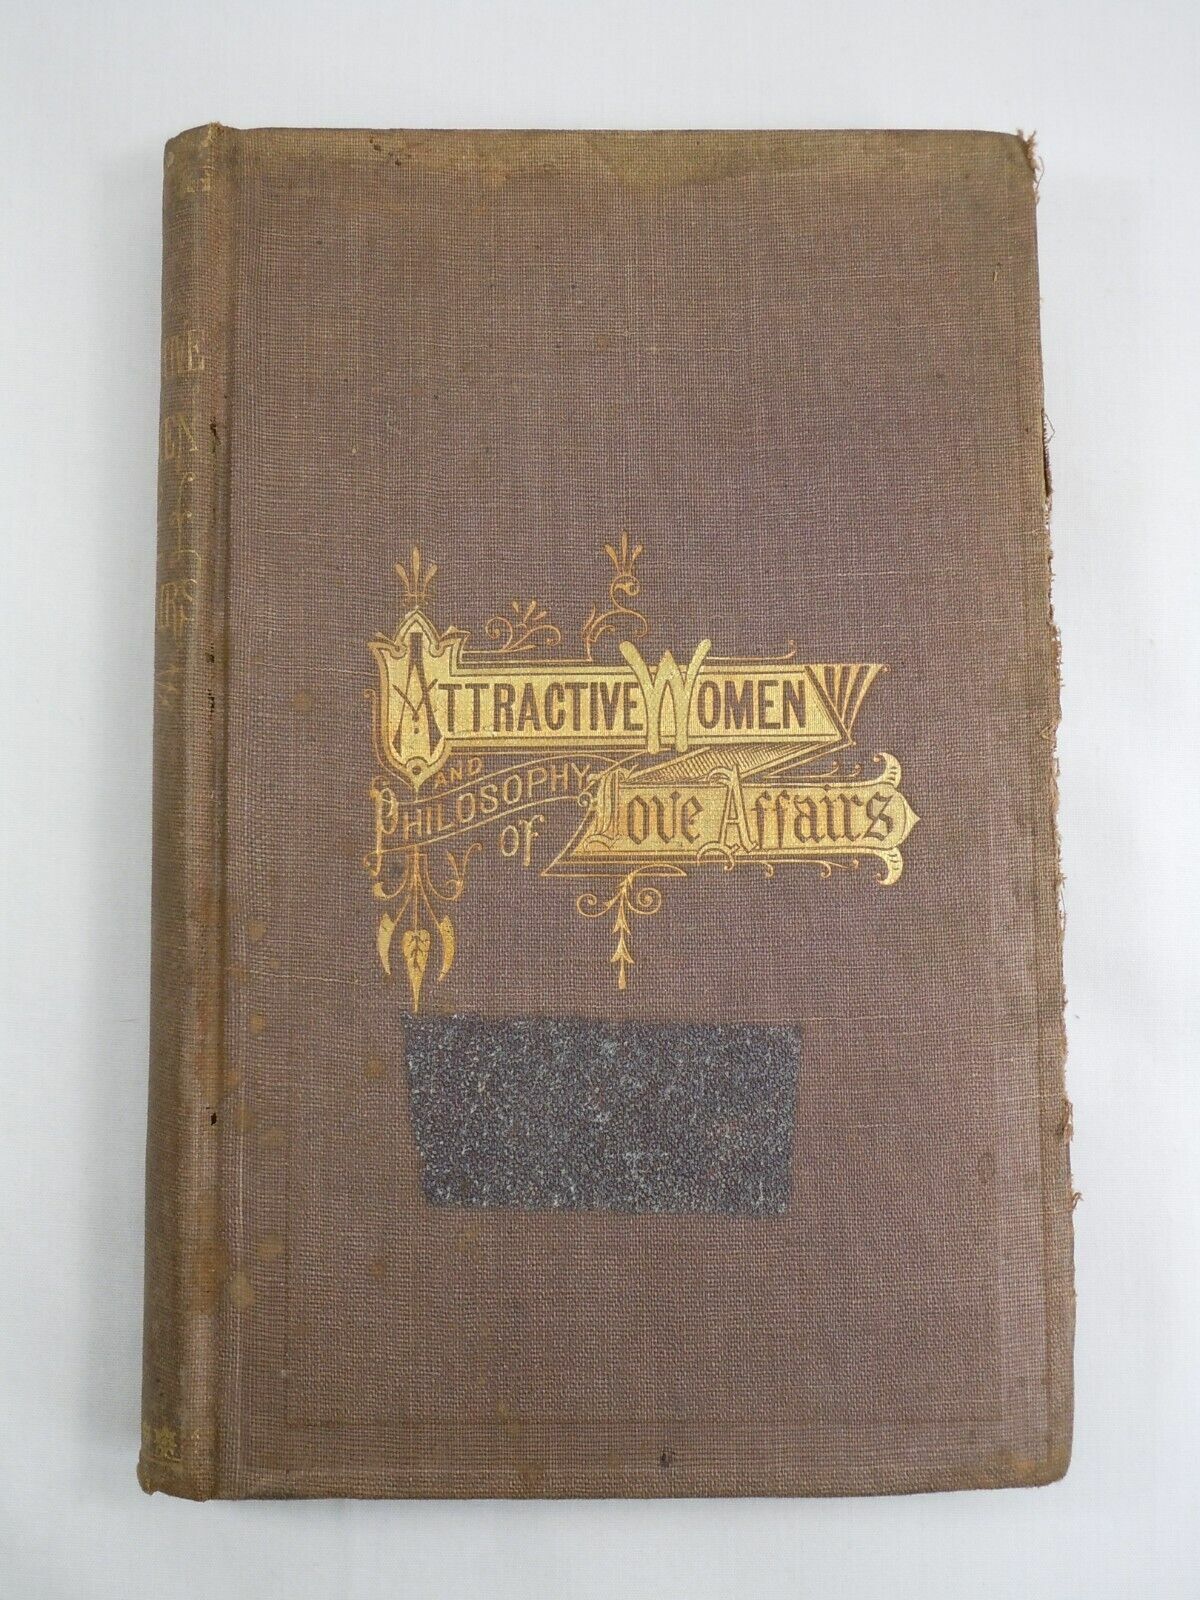 ATTRACTIVE WOMEN
AND
PHILOSOPHY
OF Love Affairs